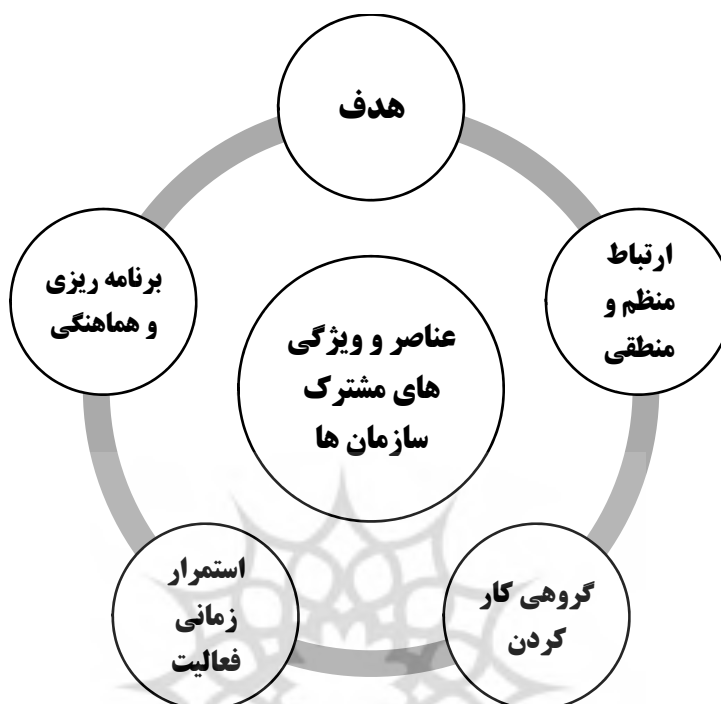 هدف
ارتباط
منظم و
منطقی
گروهی کار
کردن
استمرار
زمانی
فعالیت
برنامه ریزی
و هماهنگی
عناصر و ویژگی
های مشترک
سازمان ها